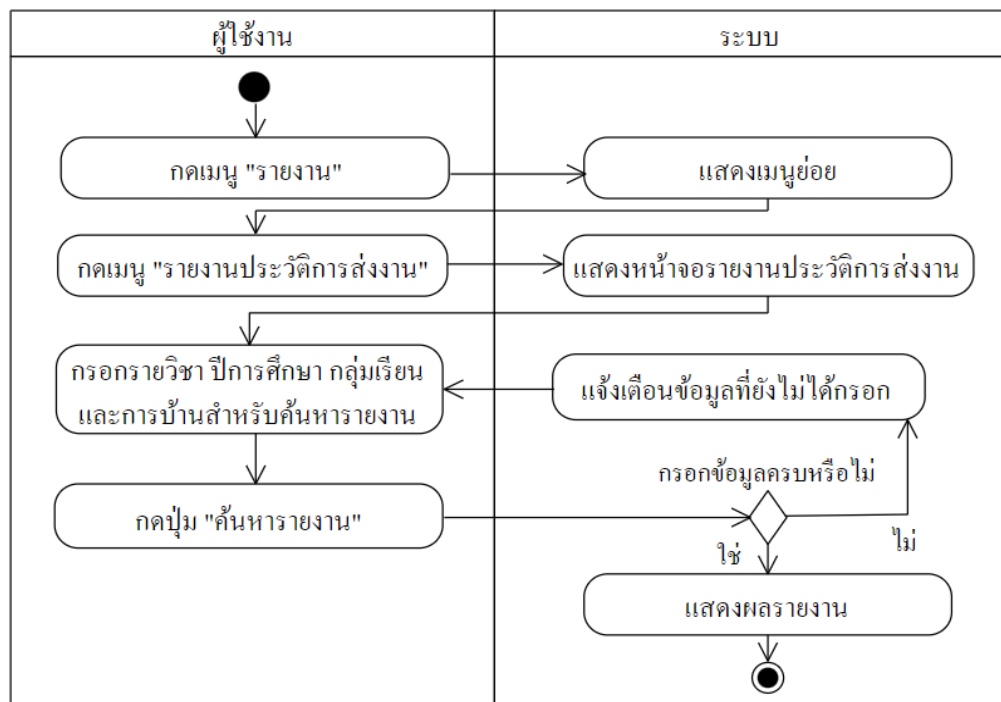 ผู้ใช้งาน
ระบบ
กดเมนู "รายงาน"
แสดงเมนูย่อย
กดเมนู "รายงานประวัติการส่งงาน"
แสดงหน้าจอรายงานประวัติการส่งงาน
กรอกรายวิชา ปีการศึกษา กลุ่มเรียน
และการบ้านสำหรับค้นหารายงาน
แจ้งเตือนข้อมูลที่ยังไม่ได้กรอก
กรอกข้อมูลครบหรือไม่
กดปุ่ม "ค้นหารายงาน"
ไม่
ใช่
แสดงผลรายงาน